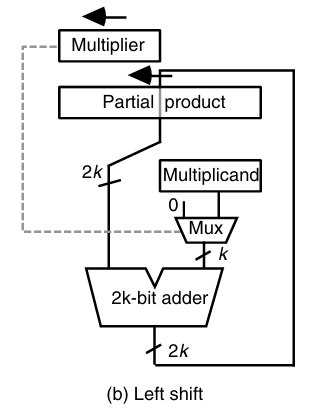 Multiplier
Partial product
2k
Multiplicand
0
Mux
k
2k-bit adder
2k
(b) Left shift